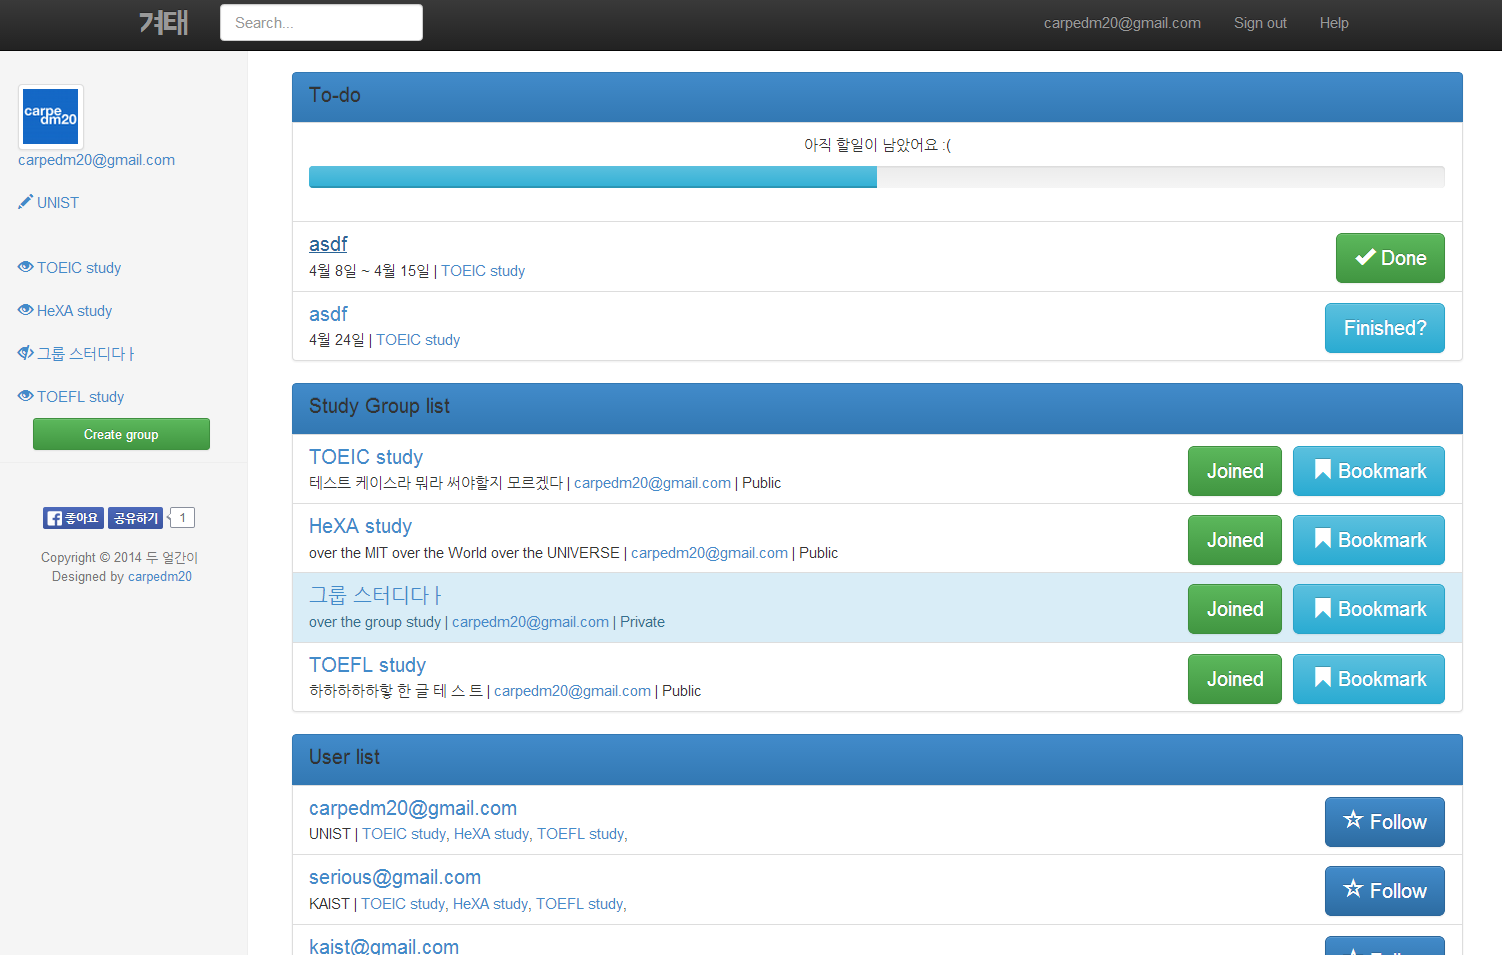 겨태 Search... carpedm20@gmail.com Sign out Help
carpe
dm20
carpedm20@gmail.com
UNIST
TOEIC study
HeXA study
그룹 스터디다ㅏ
TOEFL study
Create group
좋아요 공유하기 1
Copyright © 2014 두 얼간이
Designed by carpedm20
To-do
아직 할일이 남았어요 :(
asdf
4월 8일 ~ 4월 15일 | TOEIC study
Done
asdf
4월 24일 | TOEIC study
Finished?
Study Group list
TOEIC study
테스트 케이스라 뭐라 써야할지 모르겠다 | carpedm20@gmail.com | Public
Joined Bookmark
HeXA study
over the MIT over the World over the UNIVERSE | carpedm20@gmail.com | Public
Joined Bookmark
그룹 스터디다ㅏ
over the group study | carpedm20@gmail.com | Private
Joined Bookmark
TOEFL study
하하하하하핳 한 글 테 스 트 | carpedm20@gmail.com | Public
Joined Bookmark
User list
carpedm20@gmail.com
UNIST | TOEIC study, HeXA study, TOEFL study,
Follow
serious@gmail.com
KAIST | TOEIC study, HeXA study, TOEFL study,
Follow
kaist@gmail.com
Follow